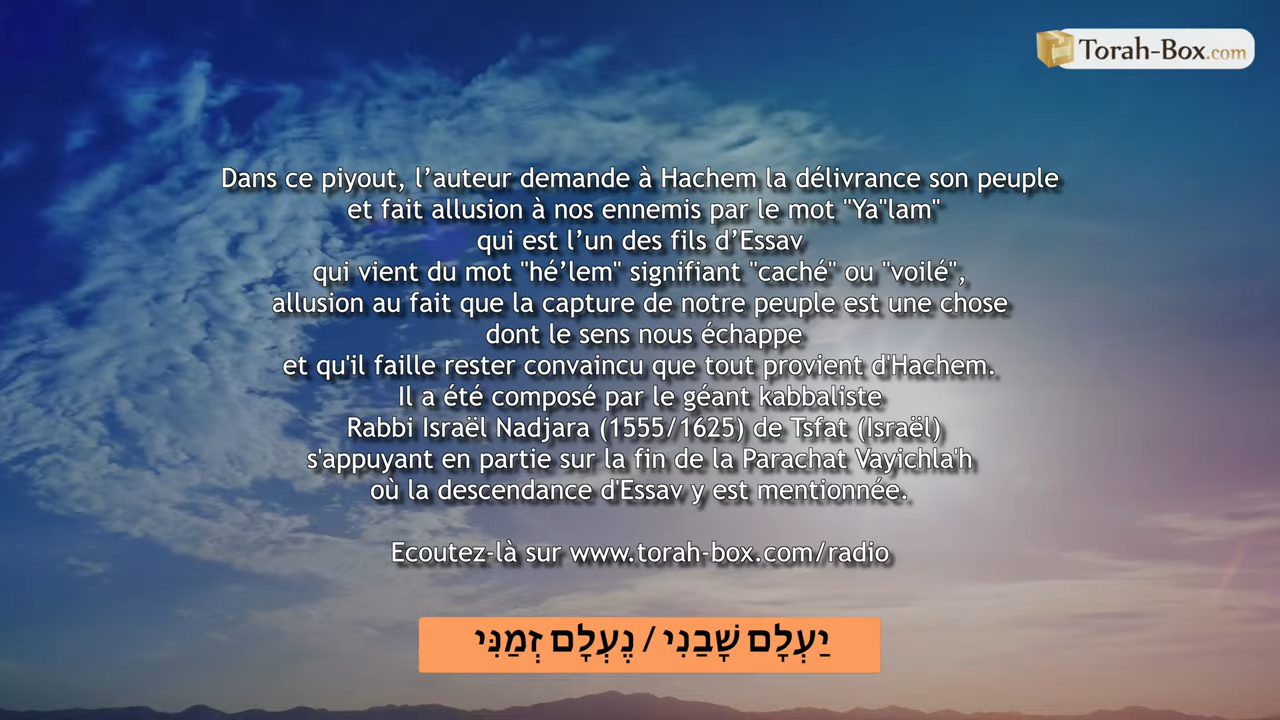 Torah-Box.com
Dans ce piyout, l’auteur demande à Hachem la délivrance son peuple
et fait allusion à nos ennemis par le mot "Ya"lam"
qui est l’un des fils d’Essav
qui vient du mot "hé’lem" signifiant "caché" ou "voilé",
allusion au fait que la capture de notre peuple est une chose
dont le sens nous échappe
et qu'il faille rester convaincu que tout provient d'Hachem.
Il a été composé par le géant kabbaliste
Rabbi Israël Nadjara (1555/1625) de Tsfat (Israël)
s'appuyant en partie sur la fin de la Parachat Vayichla'h
où la descendance d'Essav y est mentionnée.
Ecoutez-là sur www.torah-box.com/radio
יַעְלָם שָׁבַנִי / נֶעְלָם זְמַנִּי